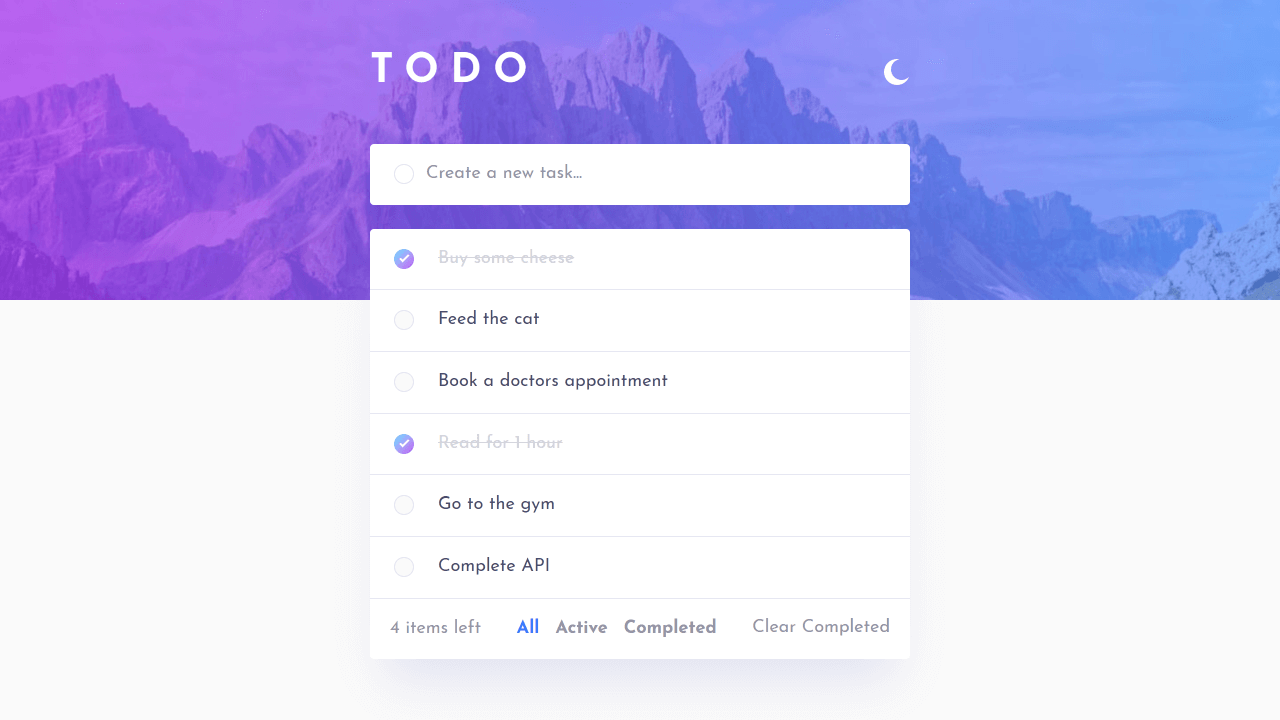 TODO
Create a new task...
Buy some cheese
Feed the cat
Book a doctors appointment
Read for 1 hour
Go to the gym
Complete API
4 items left All Active Completed Clear Completed